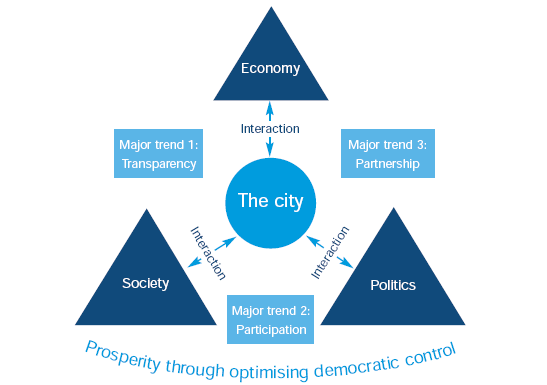 Economy
Interaction
Major trend 1:
Transparency
Major trend 3:
Partnership
The city
Interaction
Interaction
Society
Politics
Major trend 2:
Participation
Prosperity through optimising democratic control